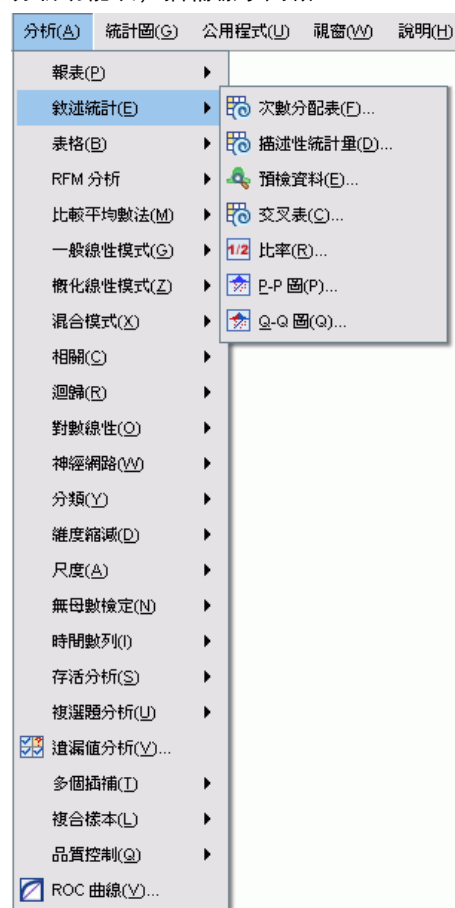 分析(A) 統計圖(G) 公用程式(U) 視窗(W) 說明(H)
報表(P)
敘述統計(E)
次數分配表(F)...
描述性統計量(D)...
預檢資料(E)...
交叉表(C)...
比率(R)...
P-P 圖(P)...
Q-Q 圖(Q)...
表格(B)
RFM 分析
比較平均數法(M)
一般線性模式(G)
概化線性模式(Z)
混合模式(X)
相關(C)
迴歸(R)
對數線性(O)
神經網路(W)
分類(Y)
維度縮減(D)
尺度(A)
無母數檢定(N)
時間數列(I)
存活分析(S)
複選題分析(U)
遺漏值分析(V)...
多個插補(T)
複合樣本(L)
品質控制(Q)
ROC 曲線(V)...